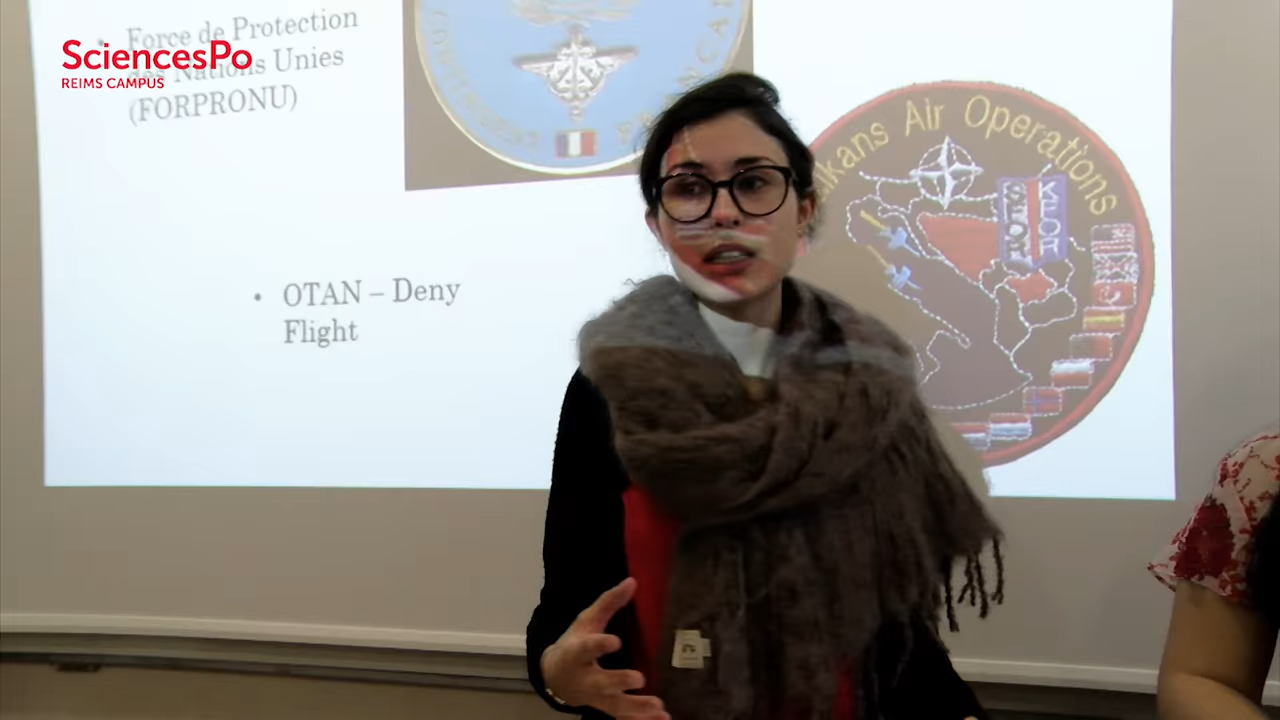 SciencesPo
REIMS CAMPUS
• Force de Protection
des Nations Unies
(FORPRONU)
Air Operations
SFOR
KFOR
• OTAN – Deny
Flight